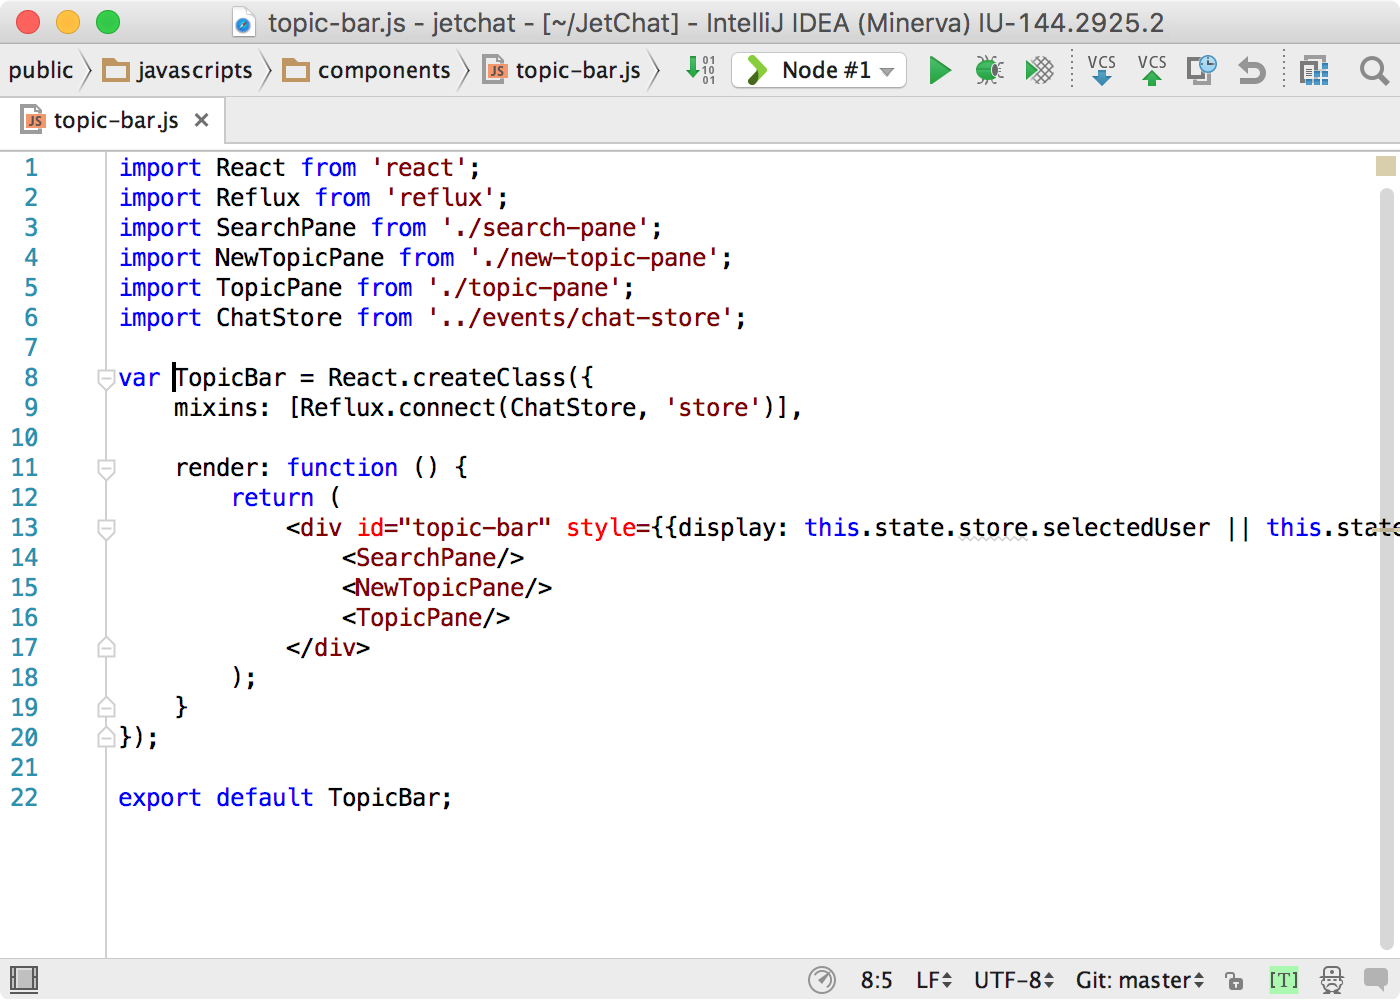 topic-bar.js - jetchat - [~/JetChat] - IntelliJ IDEA (Minerva) IU-144.2925.2
public javascripts components JS topic-bar.js 01 10 01 Node #1 VCS VCS
JS topic-bar.js ×
1 import React from 'react';
2 import Reflux from 'reflux';
3 import SearchPane from './search-pane';
4 import NewTopicPane from './new-topic-pane';
5 import TopicPane from './topic-pane';
6 import ChatStore from '../events/chat-store';
7
8 var TopicBar = React.createClass({
9 mixins: [Reflux.connect(ChatStore, 'store')],
10
11 render: function () {
12 return (
13 <div id="topic-bar" style={{display: this.state.store.selectedUser || this.state
14 <SearchPane/>
15 <NewTopicPane/>
16 <TopicPane/>
17 </div>
18 );
19 }
20 });
21
22 export default TopicBar;
8:5 LF UTF-8 Git: master [T]